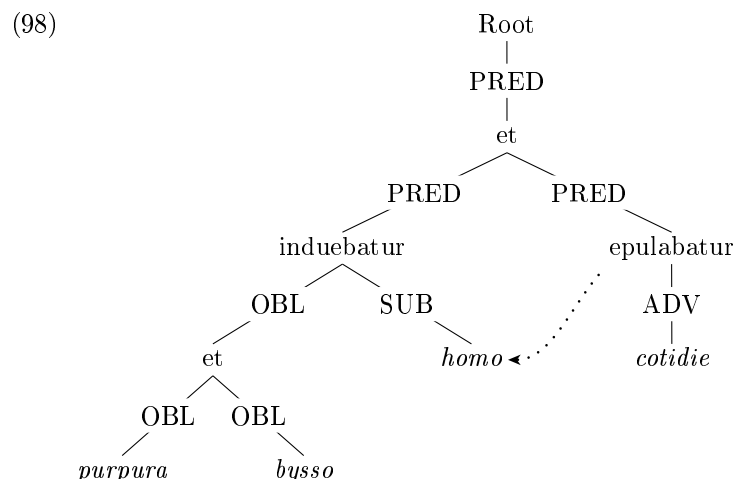 (98) Root
PRED
et
PRED PRED
induebatur epulabatur
OBL SUB ADV
et homo cotidie
OBL OBL
purpura bysso